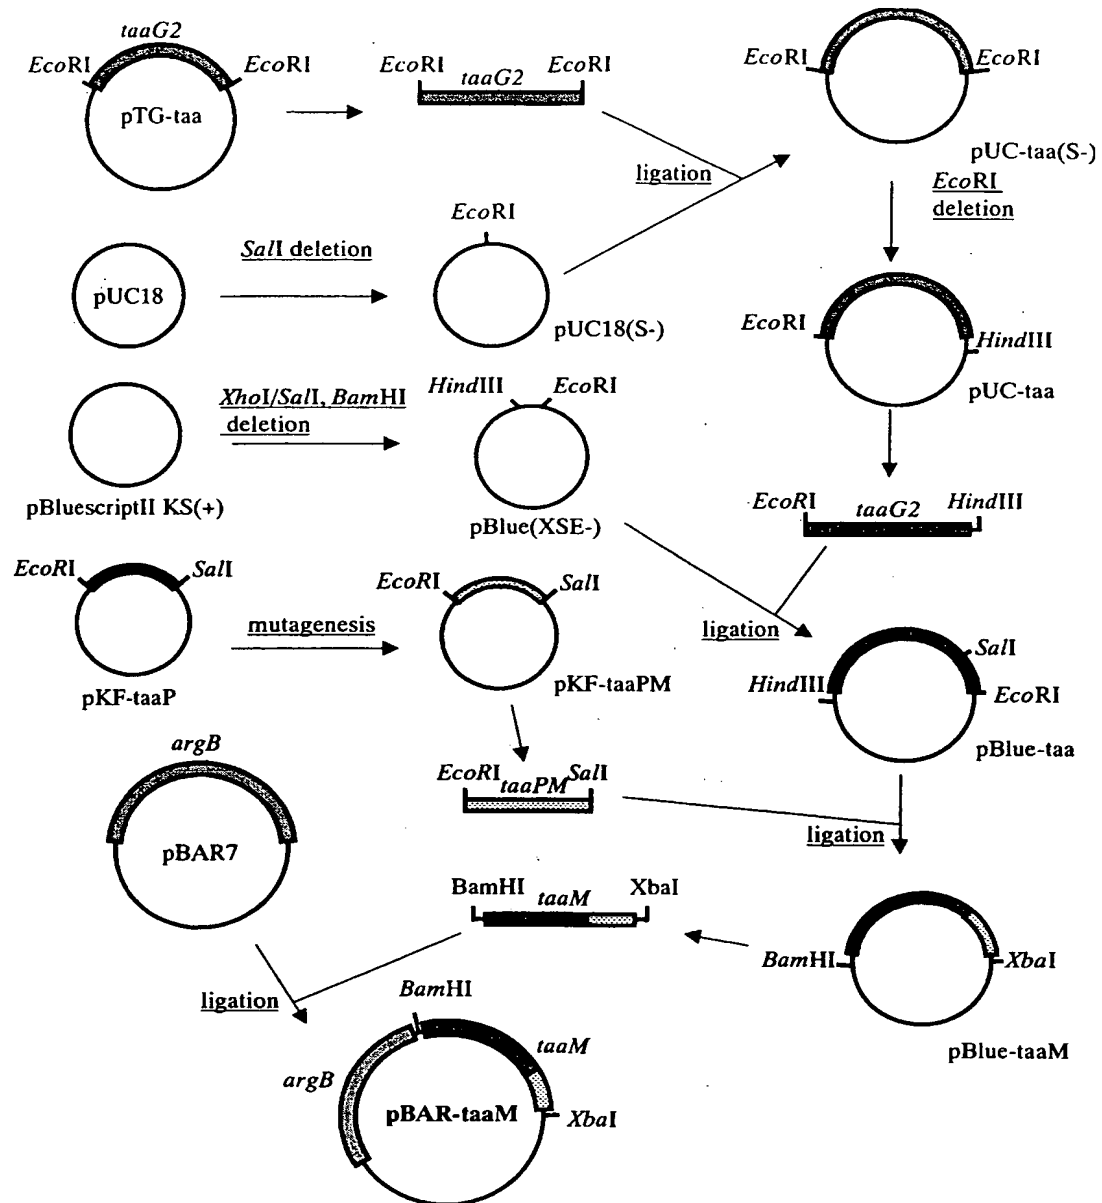 taaG2
EcoRI
EcoRI
pTG-taa
EcoRI
EcoRI
taaG2
EcoRI
EcoRI
pUC-taa(S-)
ligation
EcoRI
deletion
EcoRI
SalI deletion
pUC18
pUC18(S-)
EcoRI
HindIII
pUC-taa
XhoI/SalI, BamHI
deletion
HindIII
EcoRI
pBluescriptII KS(+)
pBlue(XSE-)
EcoRI
taaG2
HindIII
EcoRI
SalI
mutagenesis
pKF-taaP
EcoRI
SalI
pKF-taaPM
ligation
SalI
HindIII
EcoRI
pBlue-taa
argB
pBAR7
EcoRI
taaPM
SalI
ligation
BamHI
taaM
XbaI
BamHI
XbaI
pBlue-taaM
ligation
BamHI
taaM
argB
pBAR-taaM
XbaI